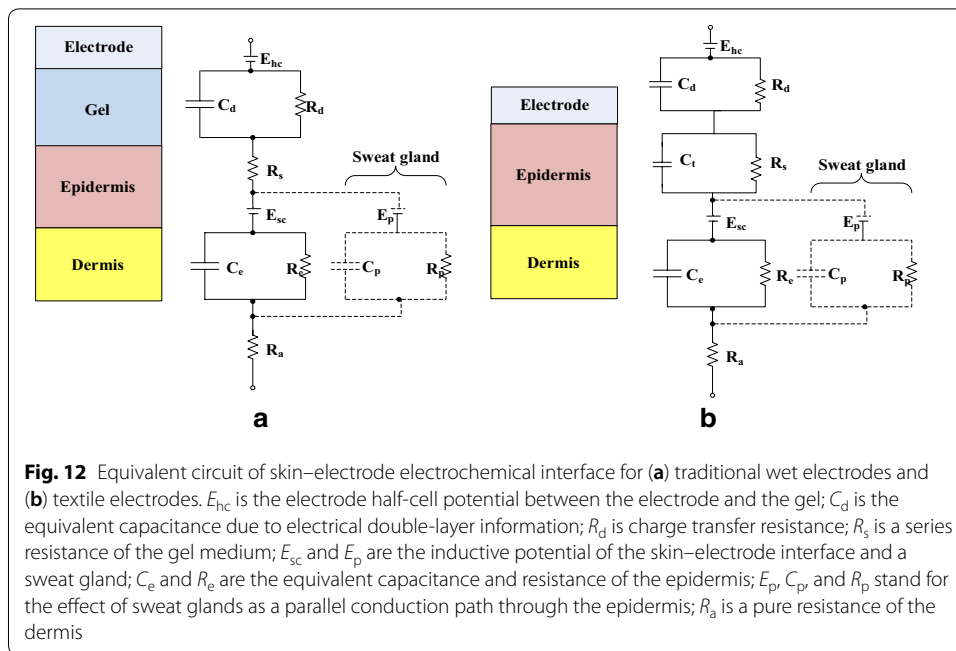 Electrode
Gel
Epidermis
Dermis
E_hc
C_d
R_d
R_s
Sweat gland
E_sc
E_p
C_e
R_e
C_p
R_p
R_a
a
Electrode
Epidermis
Dermis
E_hc
C_d
R_d
C_t
R_s
Sweat gland
E_sc
E_p
C_e
R_e
C_p
R_p
R_a
b
Fig. 12 Equivalent circuit of skin–electrode electrochemical interface for (a) traditional wet electrodes and
(b) textile electrodes. E_hc is the electrode half-cell potential between the electrode and the gel; C_d is the
equivalent capacitance due to electrical double-layer information; R_d is charge transfer resistance; R_s is a series
resistance of the gel medium; E_sc and E_p are the inductive potential of the skin–electrode interface and a
sweat gland; C_e and R_e are the equivalent capacitance and resistance of the epidermis; E_p, C_p, and R_p stand for
the effect of sweat glands as a parallel conduction path through the epidermis; R_a is a pure resistance of the
dermis